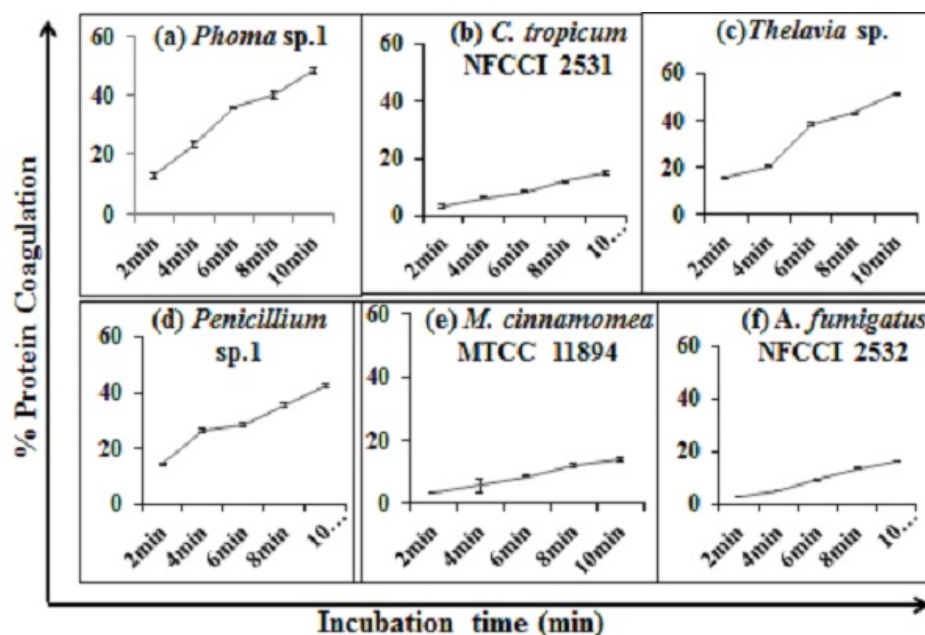 % Protein Coagulation
(a) Phoma sp.1
60
40
20
0
2min
4min
6min
8min
10min
(b) C. tropicum
NFCCI 2531
60
40
20
0
2min
4min
6min
8min
10...
(c) Thelavia sp.
60
40
20
0
2min
4min
6min
8min
10min
(d) Penicillium
sp.1
60
40
20
0
2min
4min
6min
8min
10...
(e) M. cinnamomea
MTCC 11894
60
40
20
0
2min
4min
6min
8min
10min
(f) A. fumigatus
NFCCI 2532
60
40
20
0
2min
4min
6min
8min
10...
Incubation time (min)